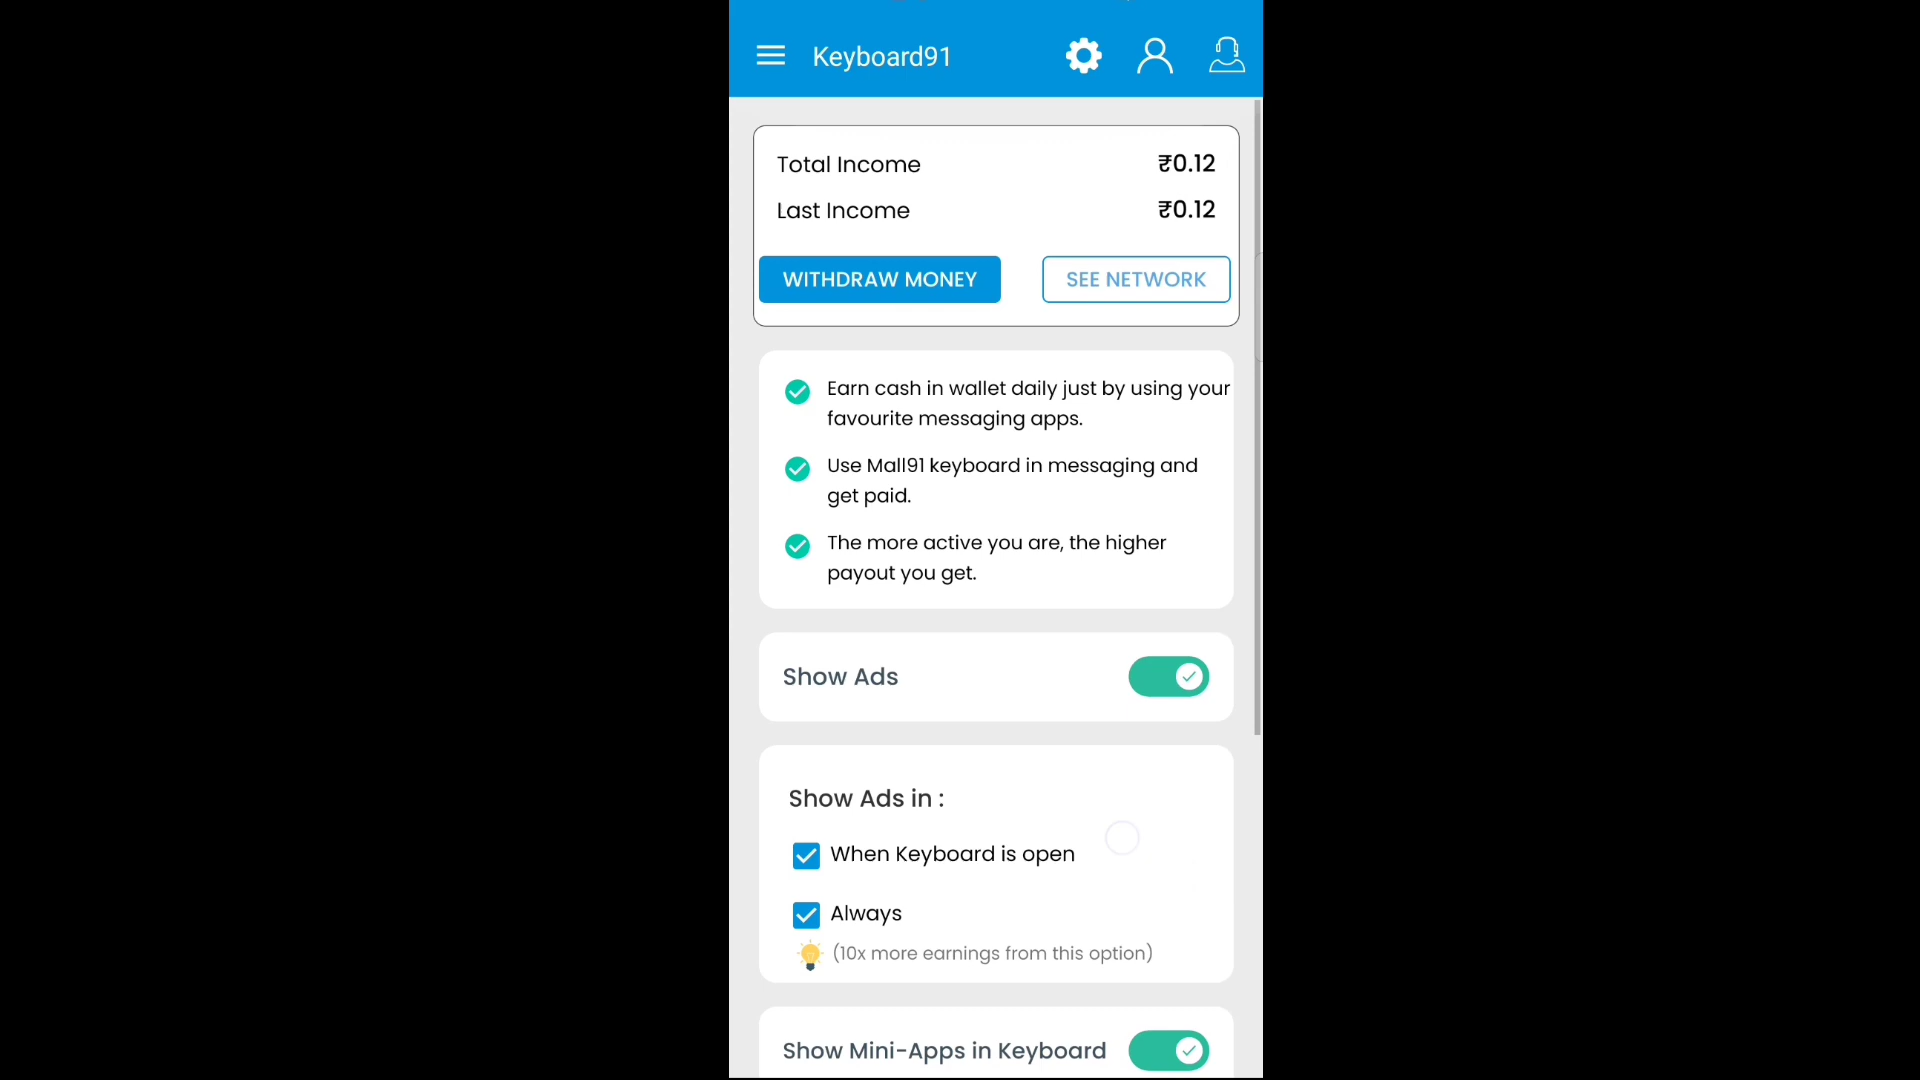 Keyboard91
Total Income ₹0.12
Last Income ₹0.12
WITHDRAW MONEY SEE NETWORK
Earn cash in wallet daily just by using your
favourite messaging apps.
Use Mall91 keyboard in messaging and
get paid.
The more active you are, the higher
payout you get.
Show Ads
Show Ads in :
When Keyboard is open
Always
(10x more earnings from this option)
Show Mini-Apps in Keyboard